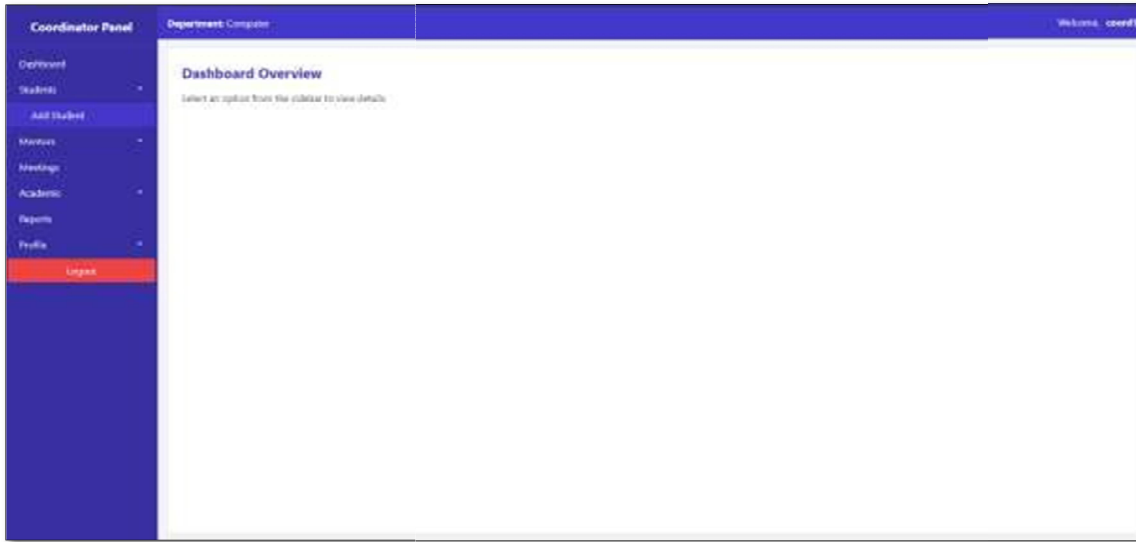 Coordinator Panel
Department: Computer
Welcome, coord1
Dashboard
Students
Add Student
Mentors
Meetings
Academic
Reports
Profile
Logout
Dashboard Overview
Select an option from the sidebar to view details